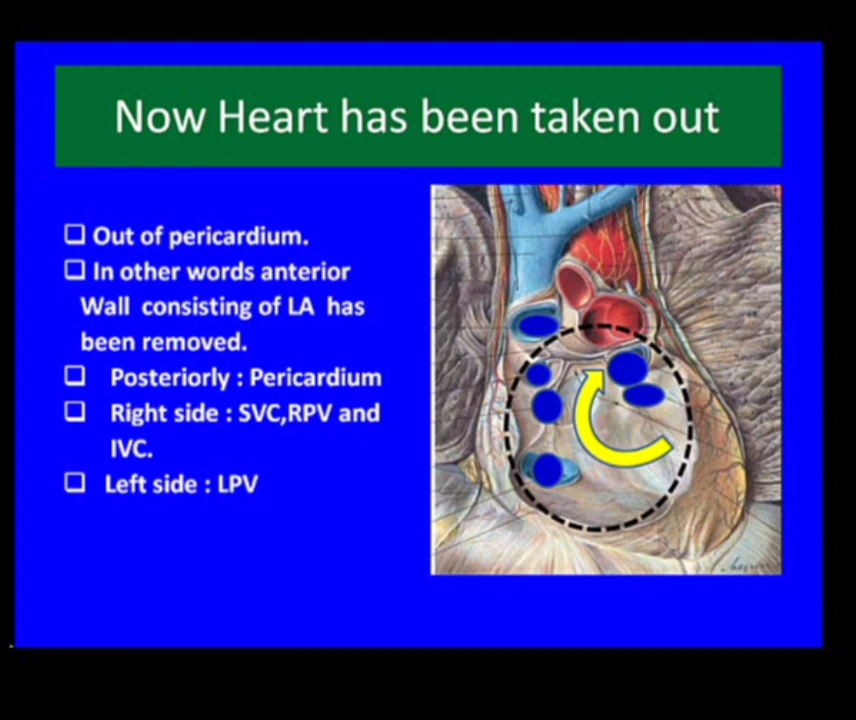 Now Heart has been taken out
❑ Out of pericardium.
❑ In other words anterior
Wall consisting of LA has
been removed.
❑ Posteriorly : Pericardium
❑ Right side : SVC,RPV and
IVC.
❑ Left side : LPV